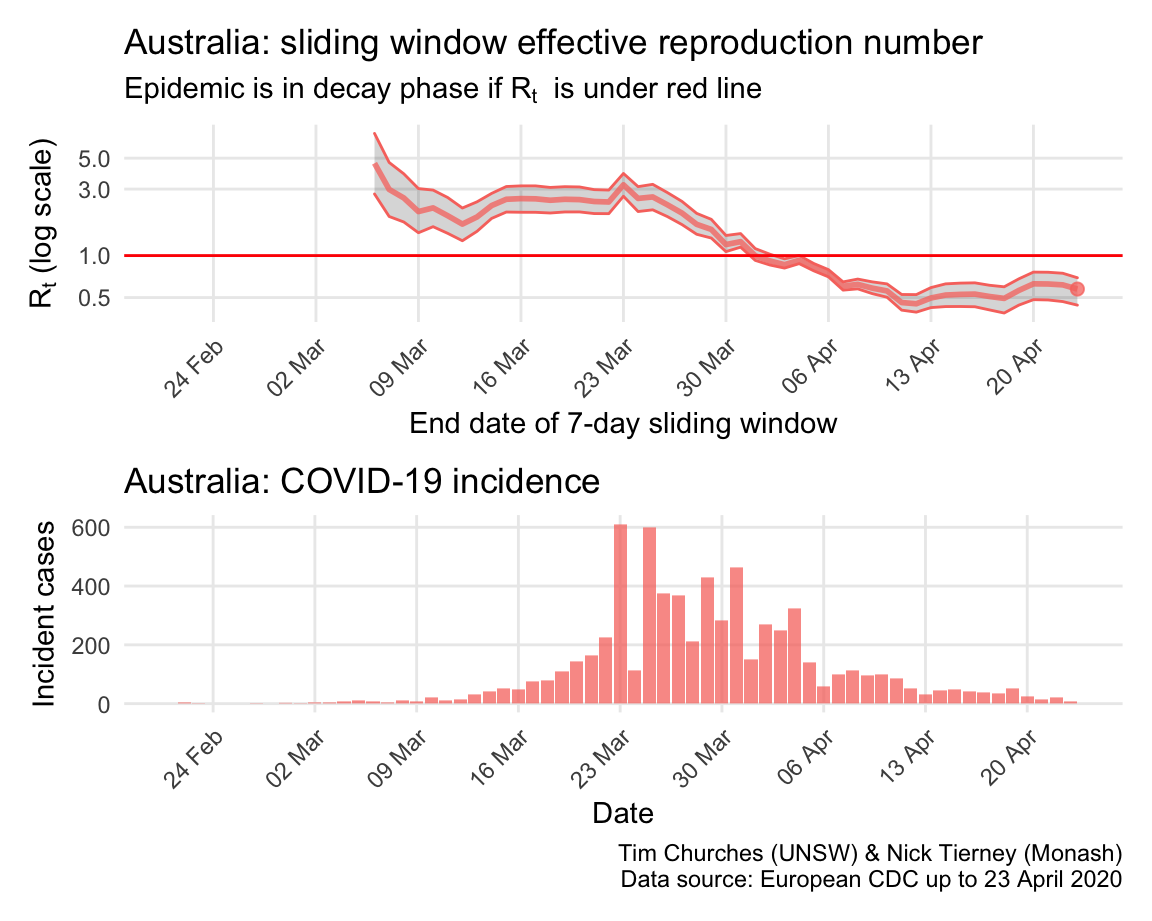 Australia: sliding window effective reproduction number
Epidemic is in decay phase if Rt is under red line
Rt (log scale)
5.0
3.0
1.0
0.5
24 Feb
02 Mar
09 Mar
16 Mar
23 Mar
30 Mar
06 Apr
13 Apr
20 Apr
End date of 7-day sliding window
Australia: COVID-19 incidence
Incident cases
600
400
200
0
24 Feb
02 Mar
09 Mar
16 Mar
23 Mar
30 Mar
06 Apr
13 Apr
20 Apr
Date
Tim Churches (UNSW) & Nick Tierney (Monash)
Data source: European CDC up to 23 April 2020